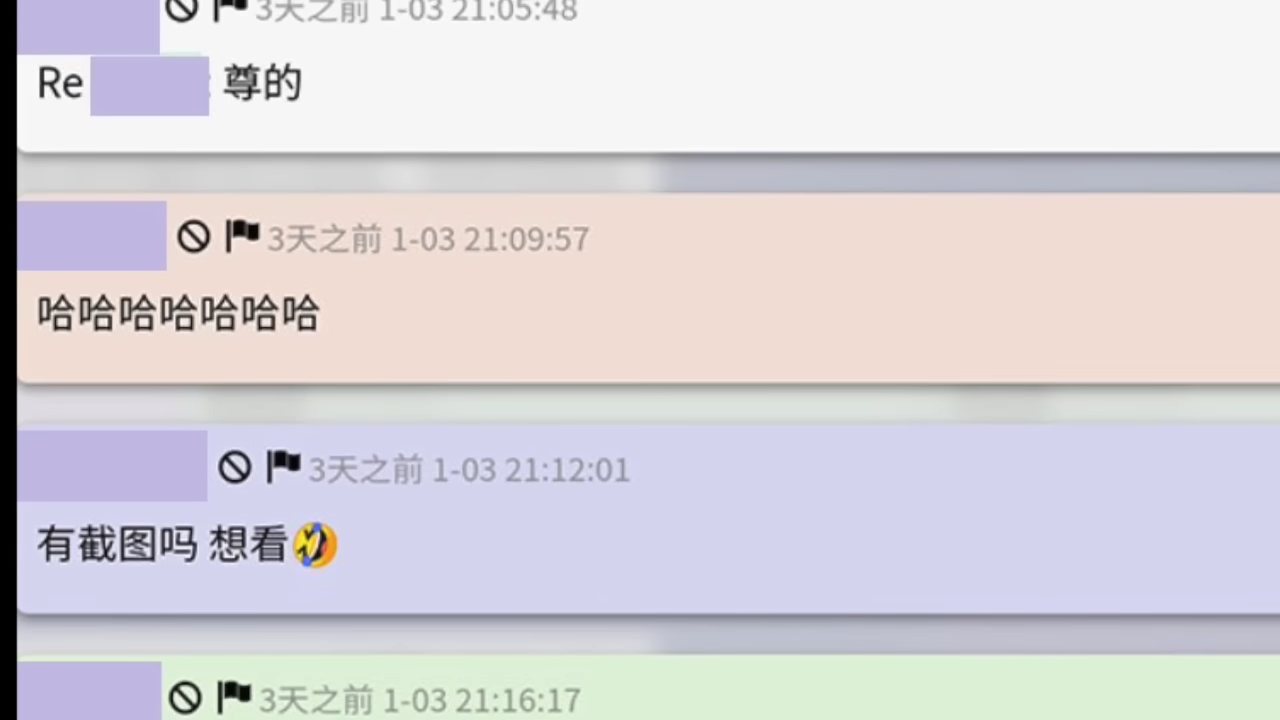 3天之前 1-03 21:05:48
Re 尊的
3天之前 1-03 21:09:57
哈哈哈哈哈哈哈
3天之前 1-03 21:12:01
有截图吗 想看🤣
3天之前 1-03 21:16:17